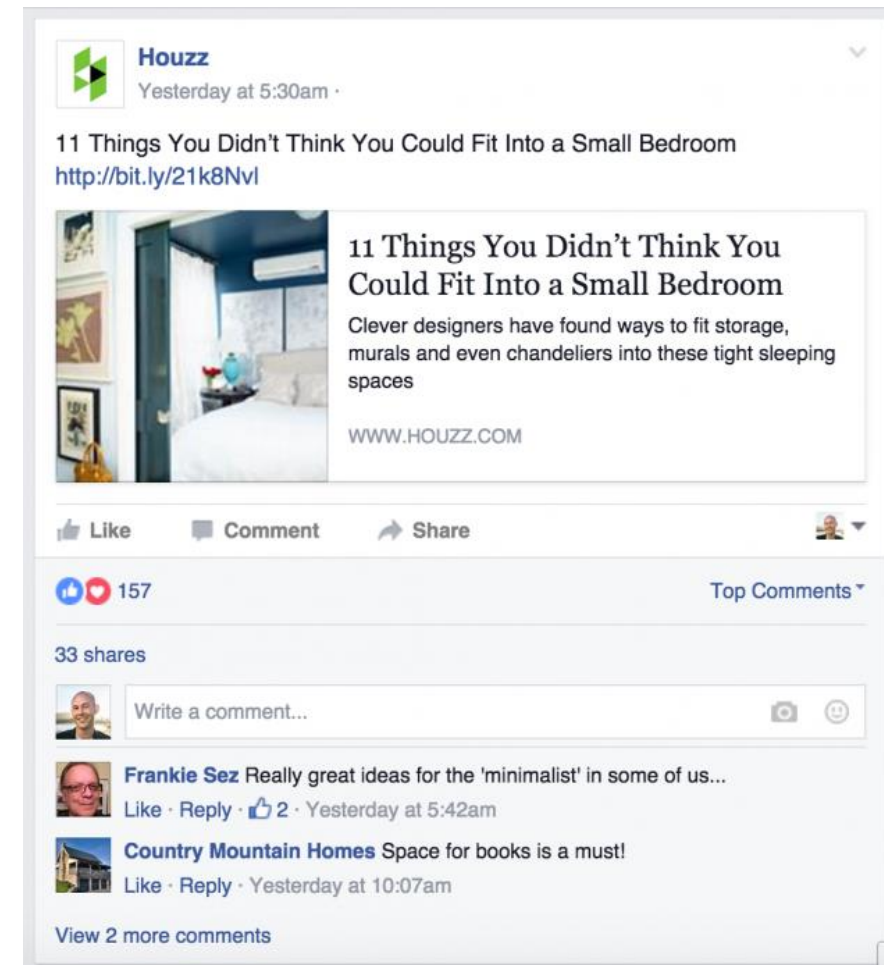 Houzz
Yesterday at 5:30am ·
11 Things You Didn't Think You Could Fit Into a Small Bedroom
http://bit.ly/21k8Nvl
11 Things You Didn't Think You
Could Fit Into a Small Bedroom
Clever designers have found ways to fit storage,
murals and even chandeliers into these tight sleeping
spaces
WWW.HOUZZ.COM
Like Comment Share
157 Top Comments
33 shares
Write a comment...
Frankie Sez Really great ideas for the 'minimalist' in some of us...
Like · Reply · 2 · Yesterday at 5:42am
Country Mountain Homes Space for books is a must!
Like · Reply · Yesterday at 10:07am
View 2 more comments